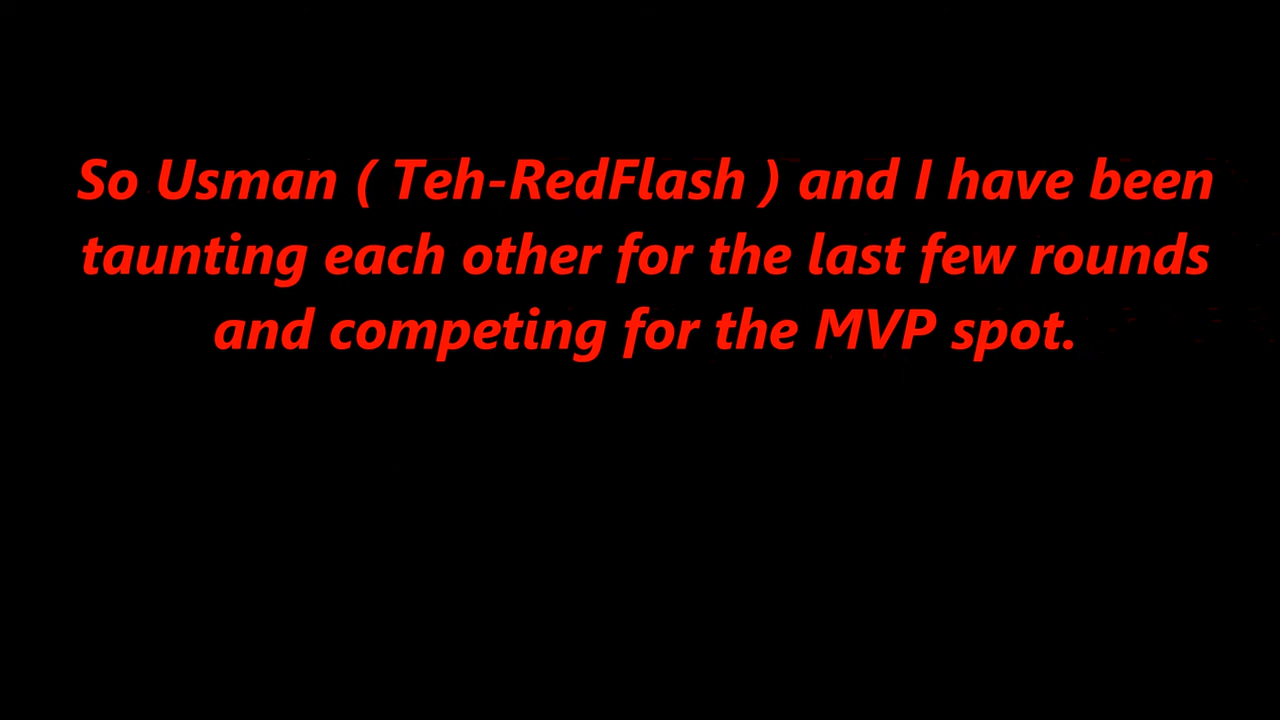 So Usman ( Teh-RedFlash ) and I have been
taunting each other for the last few rounds
and competing for the MVP spot.